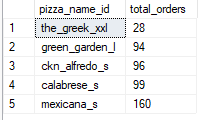 pizza_name_id total_orders
1 the_greek_xxl 28
2 green_garden_l 94
3 ckn_alfredo_s 96
4 calabrese_s 99
5 mexicana_s 160